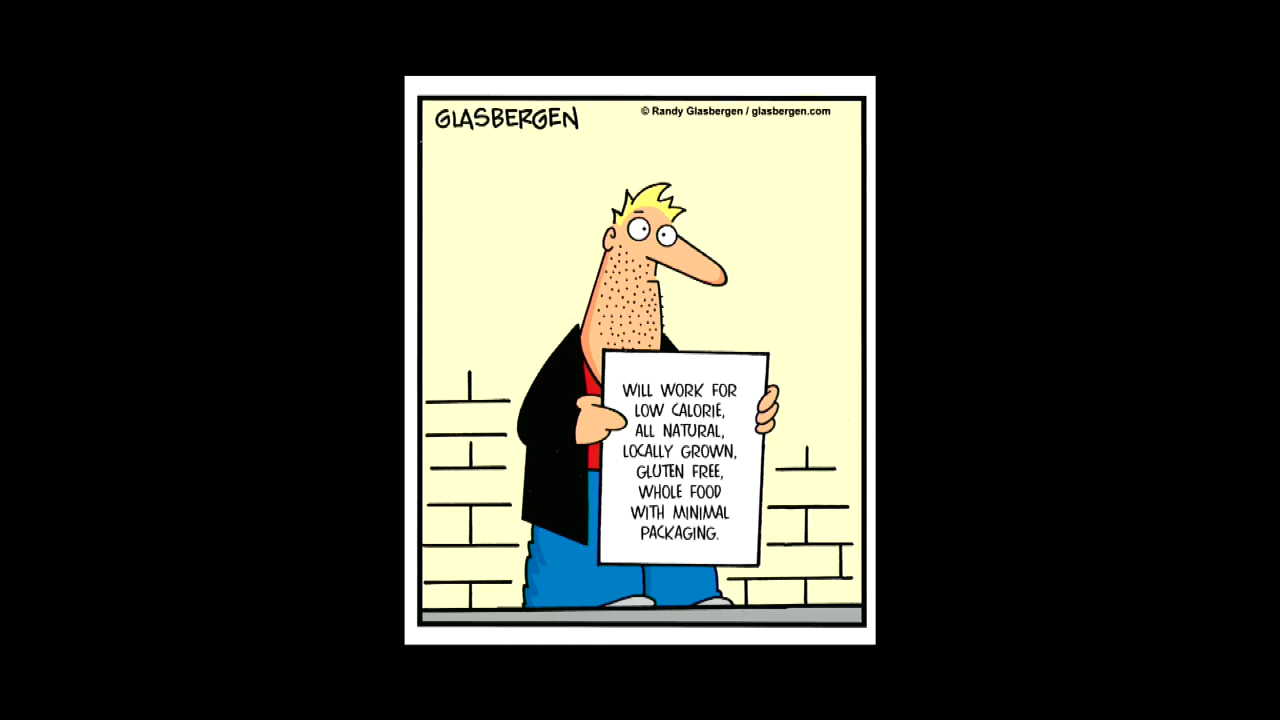 GLASBERGEN
© Randy Glasbergen / glasbergen.com
WILL WORK FOR
LOW CALORIE,
ALL NATURAL,
LOCALLY GROWN,
GLUTEN FREE,
WHOLE FOOD
WITH MINIMAL
PACKAGING.